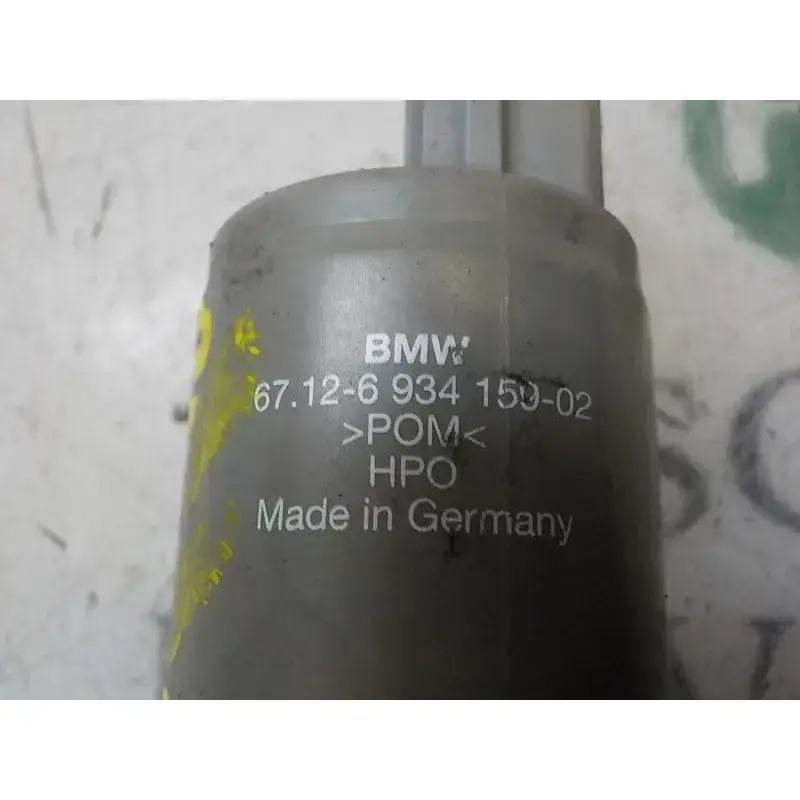 BMW
67.12-6 934 159-02
>POM<
HPO
Made in Germany